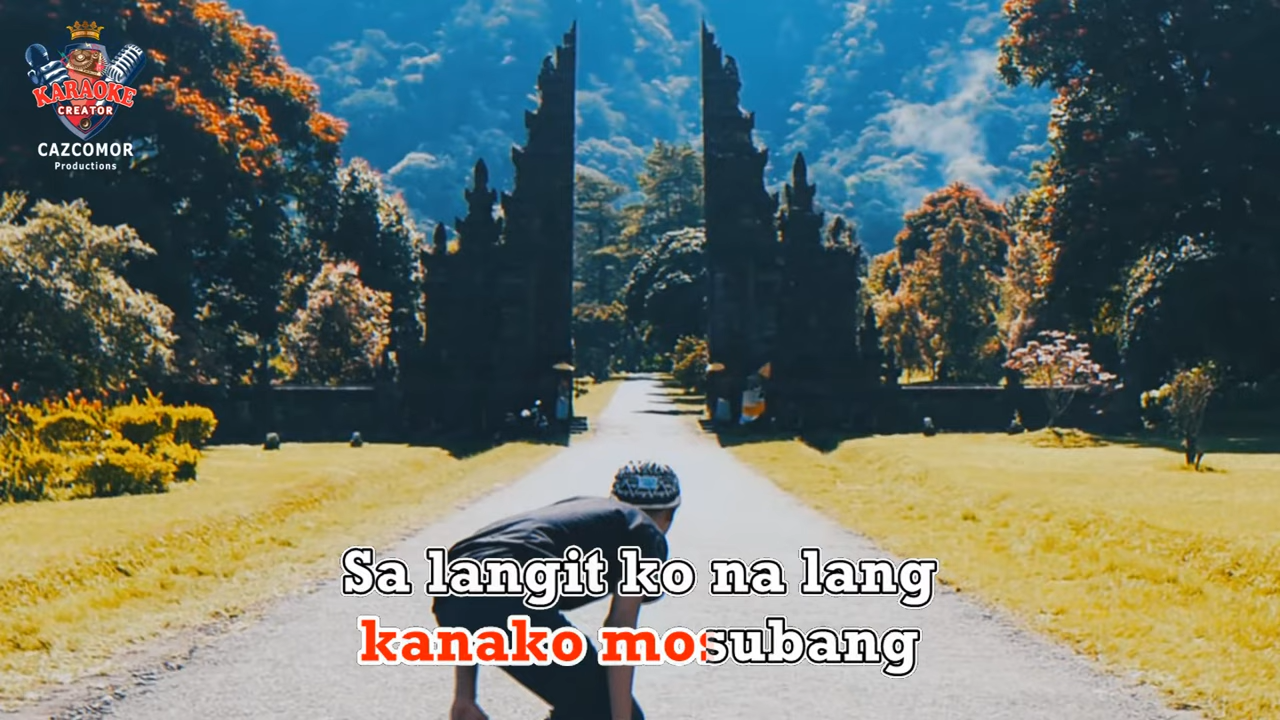 KARAOKE
CREATOR
CAZCOMOR
Productions
Sa langit ko na lang
kanako mosubang